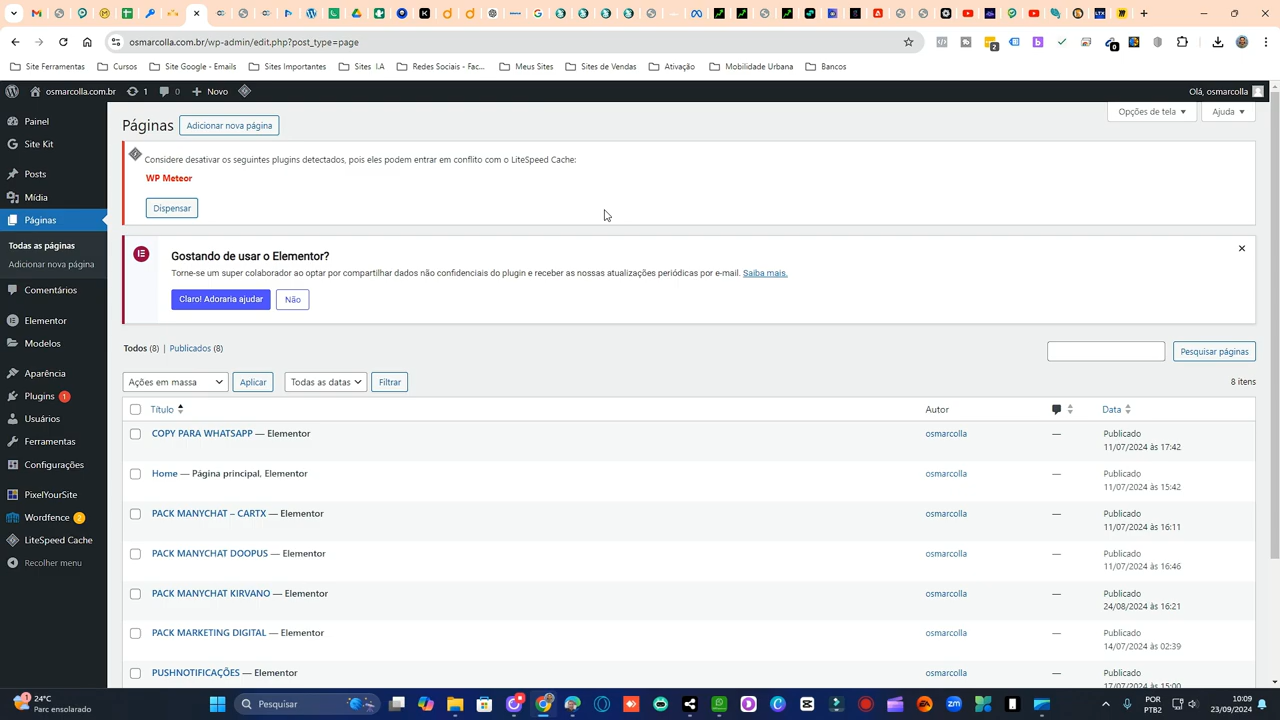 osmarcolla.com.br/wp-admin/edit.php?post_type=page
Site Ferramentas
Cursos
Site Google - Emails
Sites Importantes
Sites I.A
Redes Sociais - Fac...
Meus Sites
Sites de Vendas
Ativação
Mobilidade Urbana
Bancos
osmarcolla.com.br
1
0
Novo
Olá, osmarcolla
Painel
Site Kit
Posts
Mídia
Páginas
Todas as páginas
Adicionar nova página
Comentários
Elementor
Modelos
Aparência
Plugins 1
Usuários
Ferramentas
Configurações
PixelYourSite
Wordfence 2
LiteSpeed Cache
Recolher menu
Páginas
Adicionar nova página
Opções de tela
Ajuda
Considere desativar os seguintes plugins detectados, pois eles podem entrar em conflito com o LiteSpeed Cache:
WP Meteor
Dispensar
Gostando de usar o Elementor?
Torne-se um super colaborador ao optar por compartilhar dados não confidenciais do plugin e receber as nossas atualizações periódicas por e-mail. Saiba mais.
Claro! Adoraria ajudar
Não
Todos (8) | Publicados (8)
Pesquisar páginas
Ações em massa
Aplicar
Todas as datas
Filtrar
8 itens
Título
Autor
Data
COPY PARA WHATSAPP — Elementor
osmarcolla
—
Publicado
11/07/2024 às 17:42
Home — Página principal, Elementor
osmarcolla
—
Publicado
11/07/2024 às 15:42
PACK MANYCHAT – CARTX — Elementor
osmarcolla
—
Publicado
11/07/2024 às 16:11
PACK MANYCHAT DOOPUS — Elementor
osmarcolla
—
Publicado
11/07/2024 às 16:46
PACK MANYCHAT KIRVANO — Elementor
osmarcolla
—
Publicado
24/08/2024 às 16:21
PACK MARKETING DIGITAL — Elementor
osmarcolla
—
Publicado
14/07/2024 às 02:39
PUSHNOTIFICAÇÕES — Elementor
osmarcolla
—
Publicado
17/07/2024 às 15:00
1
24°C
Parc ensolarado
Pesquisar
POR
PTB2
10:09
23/09/2024